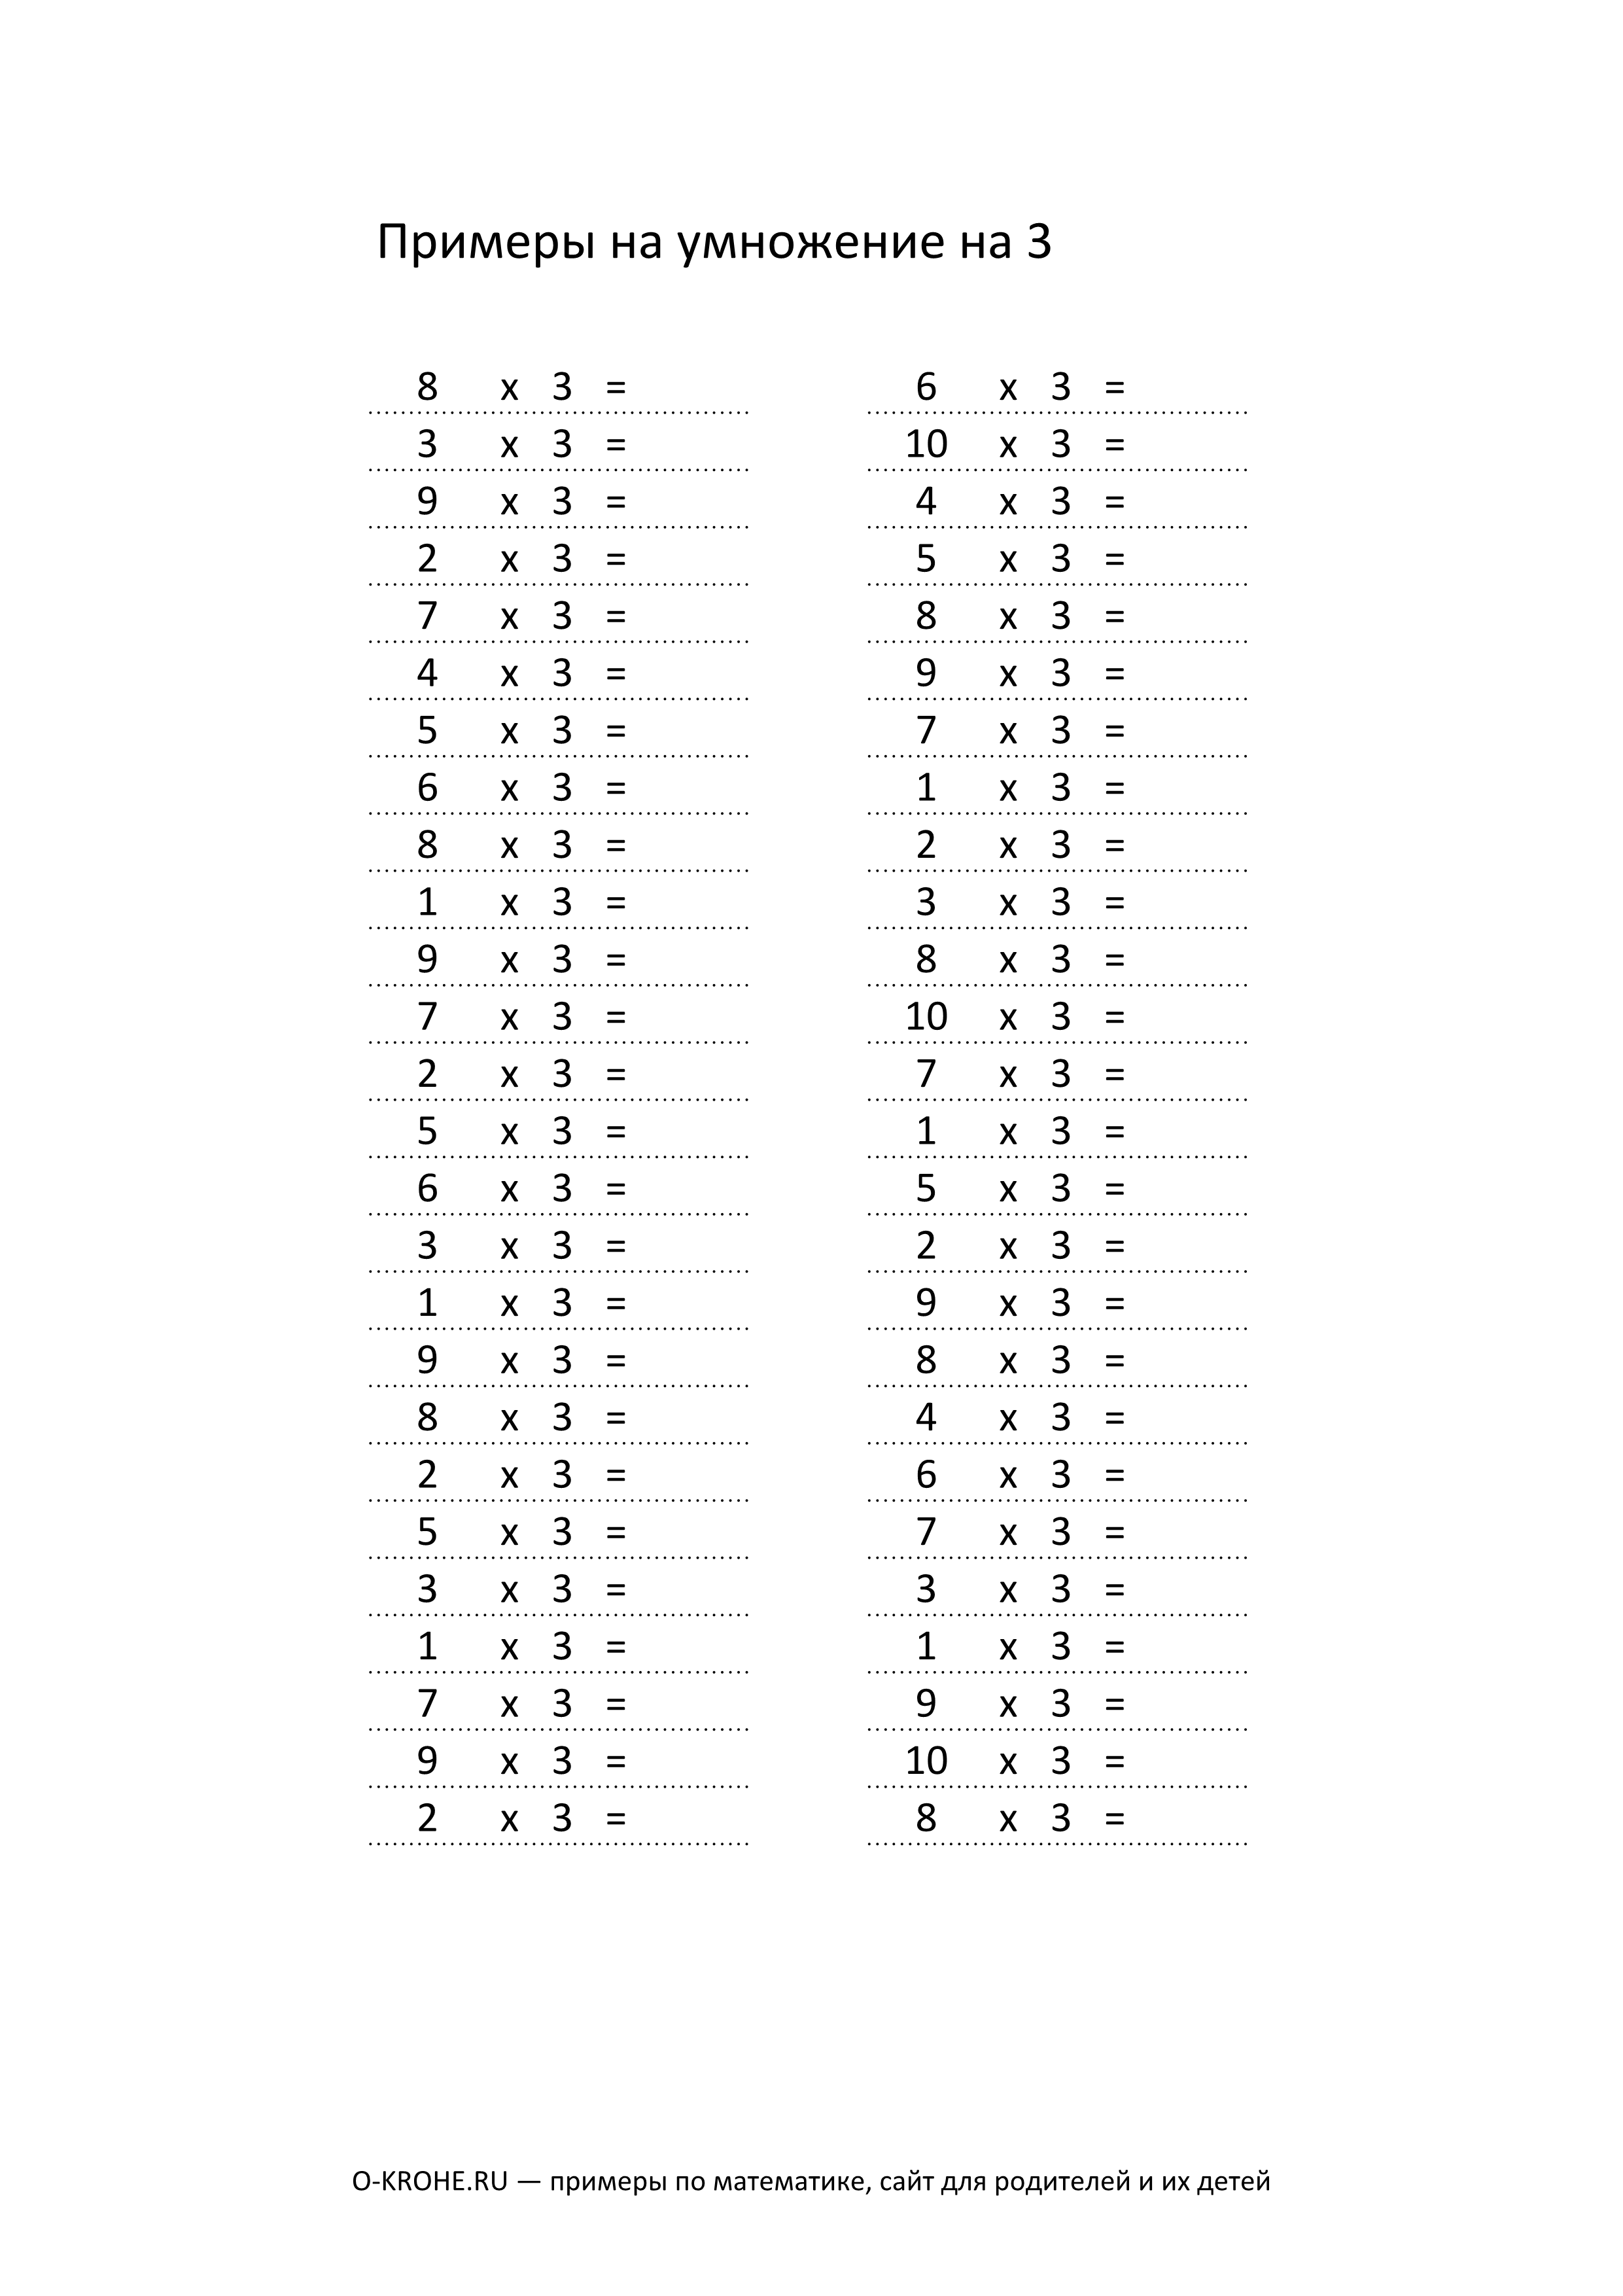 Примеры на умножение на 3
8 x 3 =
3 x 3 =
9 x 3 =
2 x 3 =
7 x 3 =
4 x 3 =
5 x 3 =
6 x 3 =
8 x 3 =
1 x 3 =
9 x 3 =
7 x 3 =
2 x 3 =
5 x 3 =
6 x 3 =
3 x 3 =
1 x 3 =
9 x 3 =
8 x 3 =
2 x 3 =
5 x 3 =
3 x 3 =
1 x 3 =
7 x 3 =
9 x 3 =
2 x 3 =
6 x 3 =
10 x 3 =
4 x 3 =
5 x 3 =
8 x 3 =
9 x 3 =
7 x 3 =
1 x 3 =
2 x 3 =
3 x 3 =
8 x 3 =
10 x 3 =
7 x 3 =
1 x 3 =
5 x 3 =
2 x 3 =
9 x 3 =
8 x 3 =
4 x 3 =
6 x 3 =
7 x 3 =
3 x 3 =
1 x 3 =
9 x 3 =
10 x 3 =
8 x 3 =
O-KROHE.RU — примеры по математике, сайт для родителей и их детей